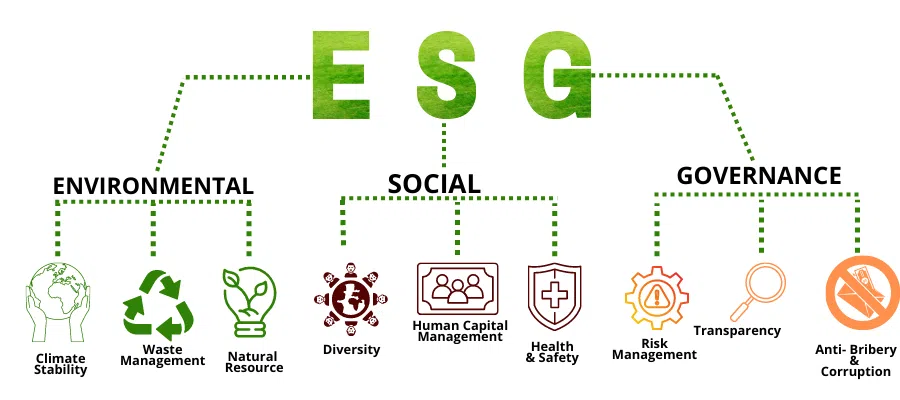 E S G
ENVIRONMENTAL
SOCIAL
GOVERNANCE
Climate
Stability
Waste
Management
Natural
Resource
Diversity
Human Capital
Management
Health
& Safety
Risk
Management
Transparency
Anti- Bribery
&
Corruption